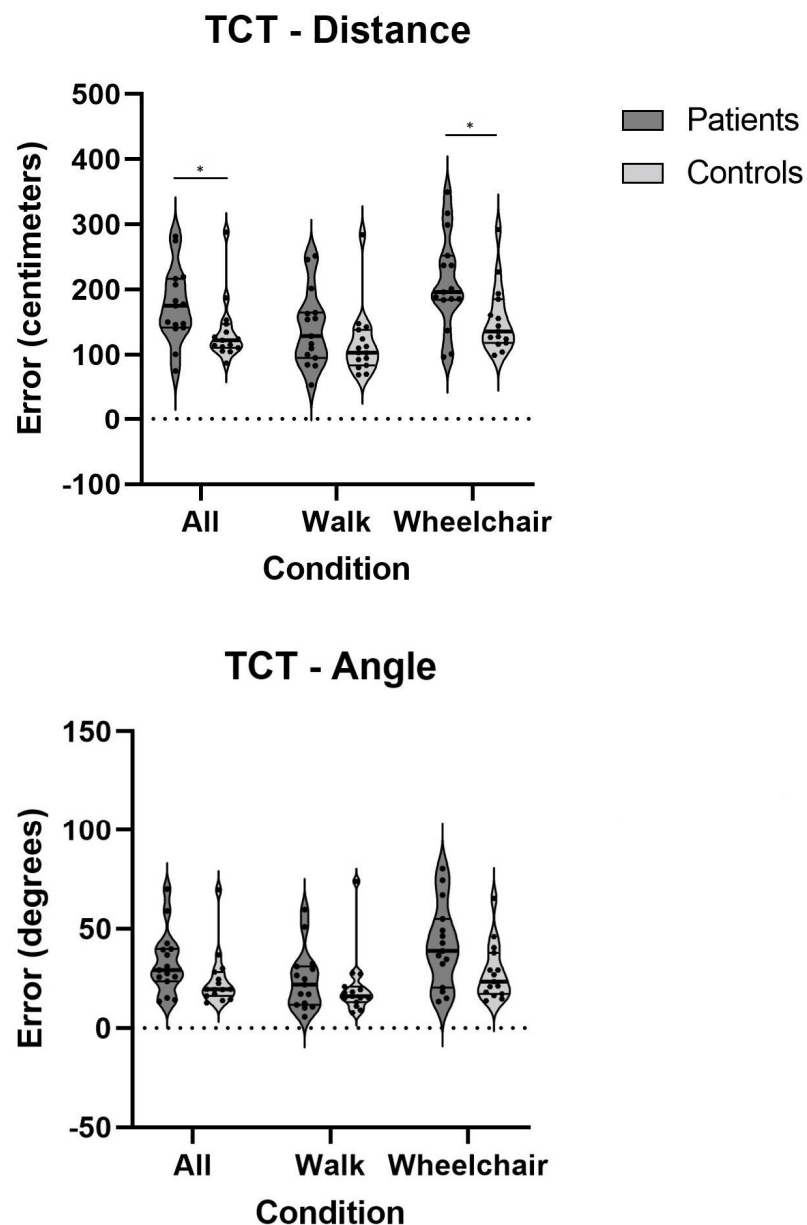 TCT - Distance
500
400
300
200
100
0
-100
Error (centimeters)
*
*
Patients
Controls
All Walk Wheelchair
Condition
TCT - Angle
150
100
50
0
-50
Error (degrees)
All Walk Wheelchair
Condition